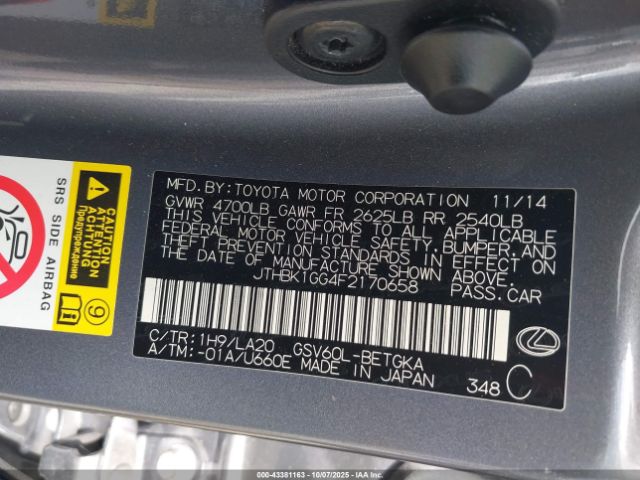 MFD.BY:TOYOTA MOTOR CORPORATION 11/14
GVWR 4700LB GAWR FR 2625LB RR 2540LB
THIS VEHICLE CONFORMS TO ALL APPLICABLE
FEDERAL MOTOR VEHICLE SAFETY, BUMPER, AND
THEFT PREVENTION STANDARDS IN EFFECT ON
THE DATE OF MANUFACTURE SHOWN ABOVE.
JTHBK1GG4F2170658 PASS.CAR
C/TR:1H9/LA20 GSV60L-BETGKA
A/TM:-01A/U660E MADE IN JAPAN
348 C
SRS SIDE AIRBAG
CAUTION
ATTENTION
ACHTUNG
9
000 - 43381163 - 10/07/2025 - IAAI.COM